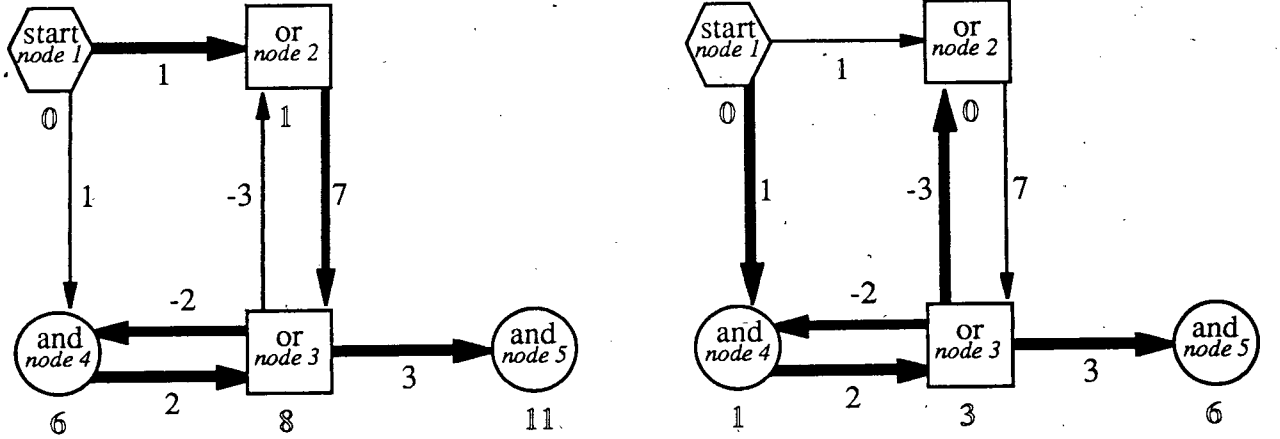 start
node 1
or
node 2
1
0
1
1
-3
7
-2
and
node 4
or
node 3
and
node 5
3
2
6
8
11
start
node 1
or
node 2
1
0
0
1
-3
7
-2
and
node 4
or
node 3
and
node 5
3
2
1
3
6